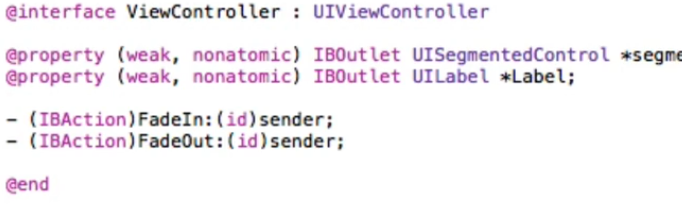 @interface ViewController : UIViewController
@property (weak, nonatomic) IBOutlet UISegmentedControl *segme
@property (weak, nonatomic) IBOutlet UILabel *Label;
- (IBAction)FadeIn:(id)sender;
- (IBAction)FadeOut:(id)sender;
@end